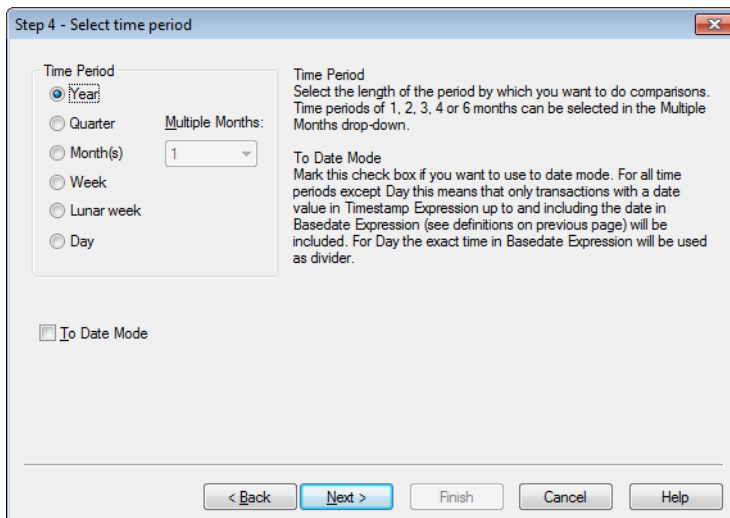 Step 4 - Select time period
Time Period
Year
Quarter
Multiple Months:
Month(s)
1
Week
Lunar week
Day
To Date Mode
Time Period
Select the length of the period by which you want to do comparisons.
Time periods of 1, 2, 3, 4 or 6 months can be selected in the Multiple
Months drop-down.
To Date Mode
Mark this check box if you want to use to date mode. For all time
periods except Day this means that only transactions with a date
value in Timestamp Expression up to and including the date in
Basedate Expression (see definitions on previous page) will be
included. For Day the exact time in Basedate Expression will be used
as divider.
< Back
Next >
Finish
Cancel
Help